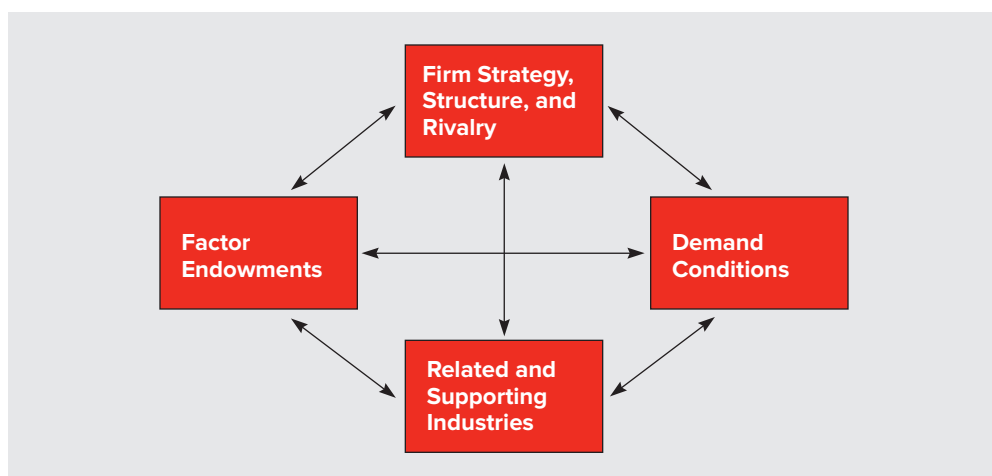 Firm Strategy,
Structure, and
Rivalry
Factor
Endowments
Demand
Conditions
Related and
Supporting
Industries